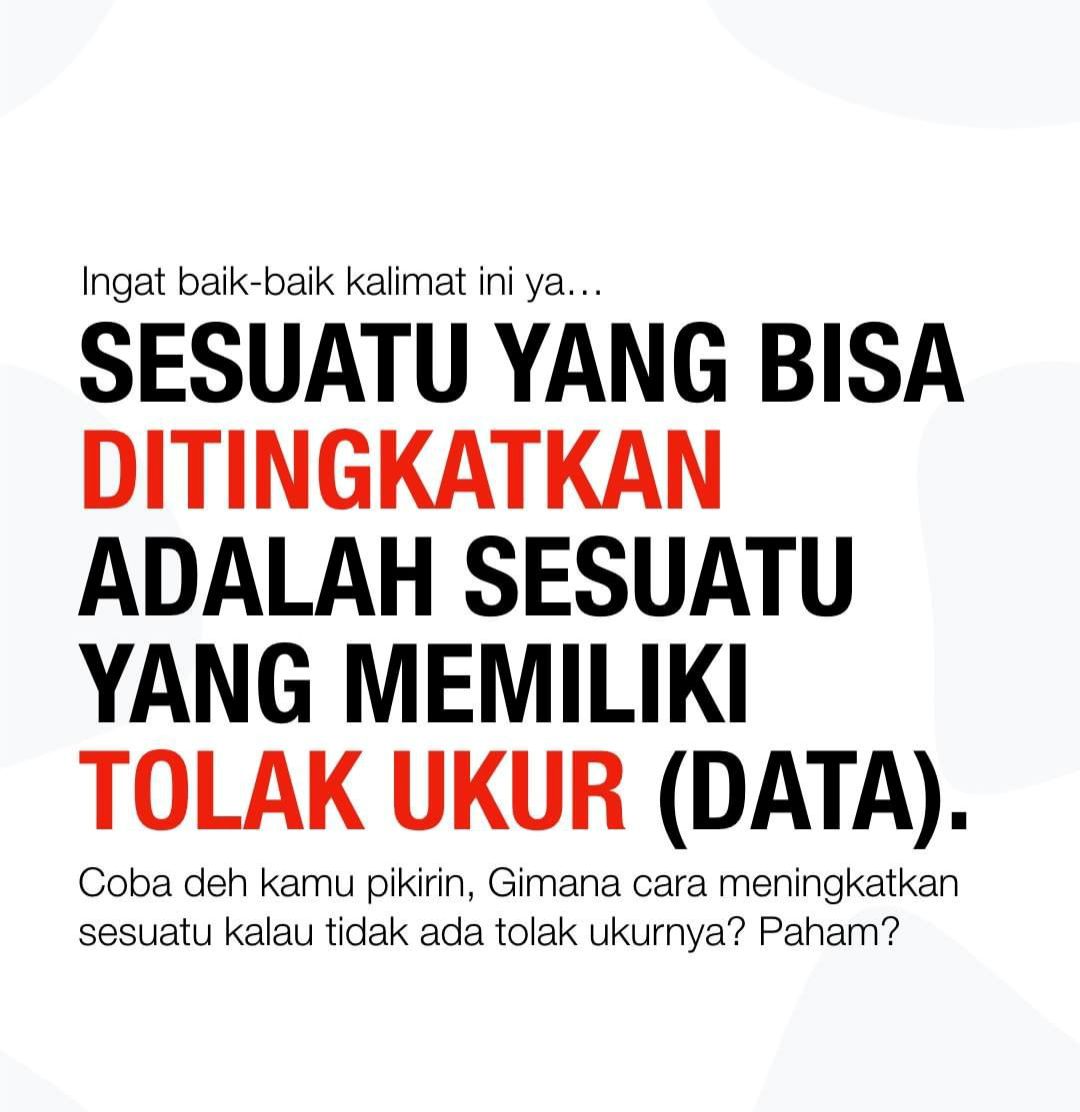 Ingat baik-baik kalimat ini ya...
SESUATU YANG BISA
DITINGKATKAN
ADALAH SESUATU
YANG MEMILIKI
TOLAK UKUR (DATA).
Coba deh kamu pikirin, Gimana cara meningkatkan
sesuatu kalau tidak ada tolak ukurnya? Paham?